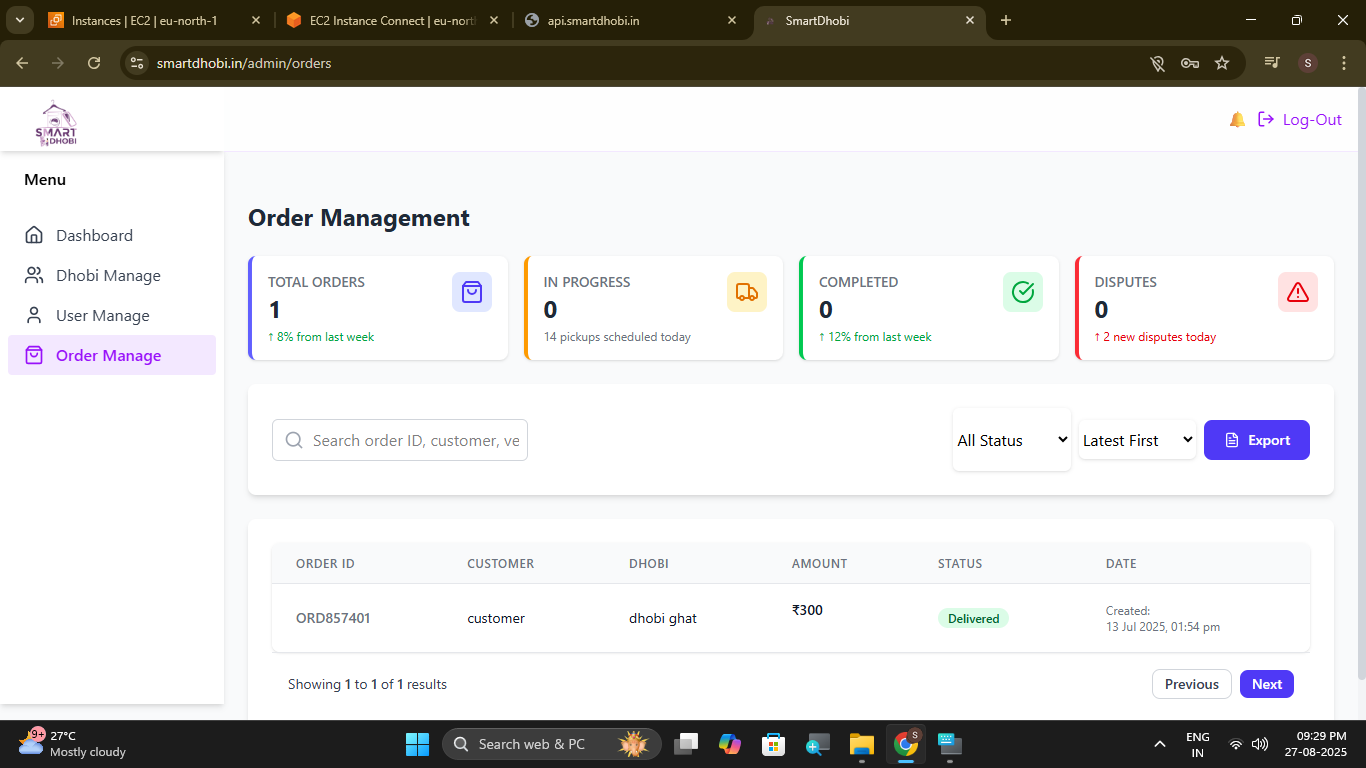 Instances | EC2 | eu-north-1
EC2 Instance Connect | eu-nort
api.smartdhobi.in
SmartDhobi
smartdhobi.in/admin/orders
S
SMART
DHOBI
Log-Out
Menu
Dashboard
Dhobi Manage
User Manage
Order Manage
Order Management
TOTAL ORDERS
1
↑ 8% from last week
IN PROGRESS
0
14 pickups scheduled today
COMPLETED
0
↑ 12% from last week
DISPUTES
0
↑ 2 new disputes today
Search order ID, customer, ve
All Status
Latest First
Export
ORDER ID CUSTOMER DHOBI AMOUNT STATUS DATE
ORD857401 customer dhobi ghat ₹300 Delivered Created:
13 Jul 2025, 01:54 pm
Showing 1 to 1 of 1 results
Previous
Next
9+
27°C
Mostly cloudy
Search web & PC
S
ENG
IN
09:29 PM
27-08-2025